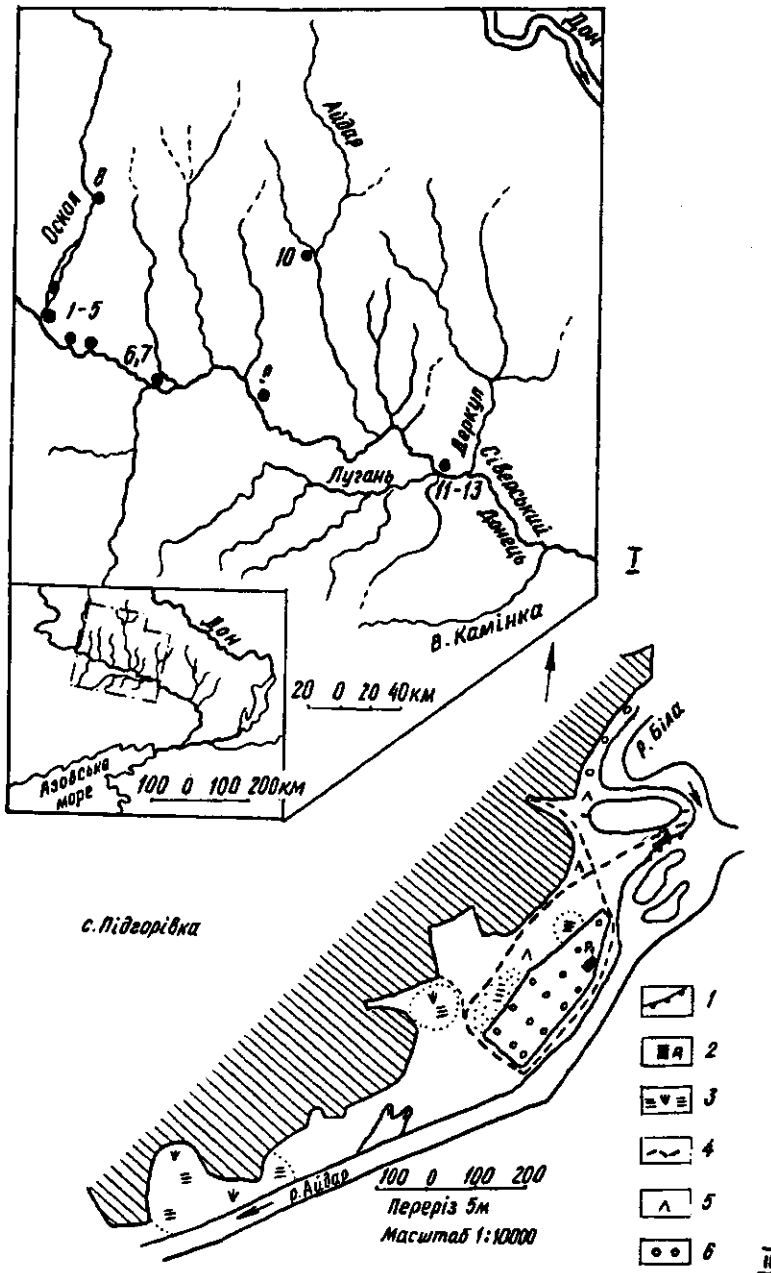 Дон
Айдар
8
Оскол
10
1-5
6,7
Деркул
Лугань
11-13
Сіверський
Донець
I
В. Камінка
Дон
20 0 20 40км
Азовське
море
100 0 100 200км
р. Біла
с. Підгорівка
R
1
R 2
3
4
5
6
р. Айдар
100 0 100 200
Переріз 5м
Масштаб 1:10000
II